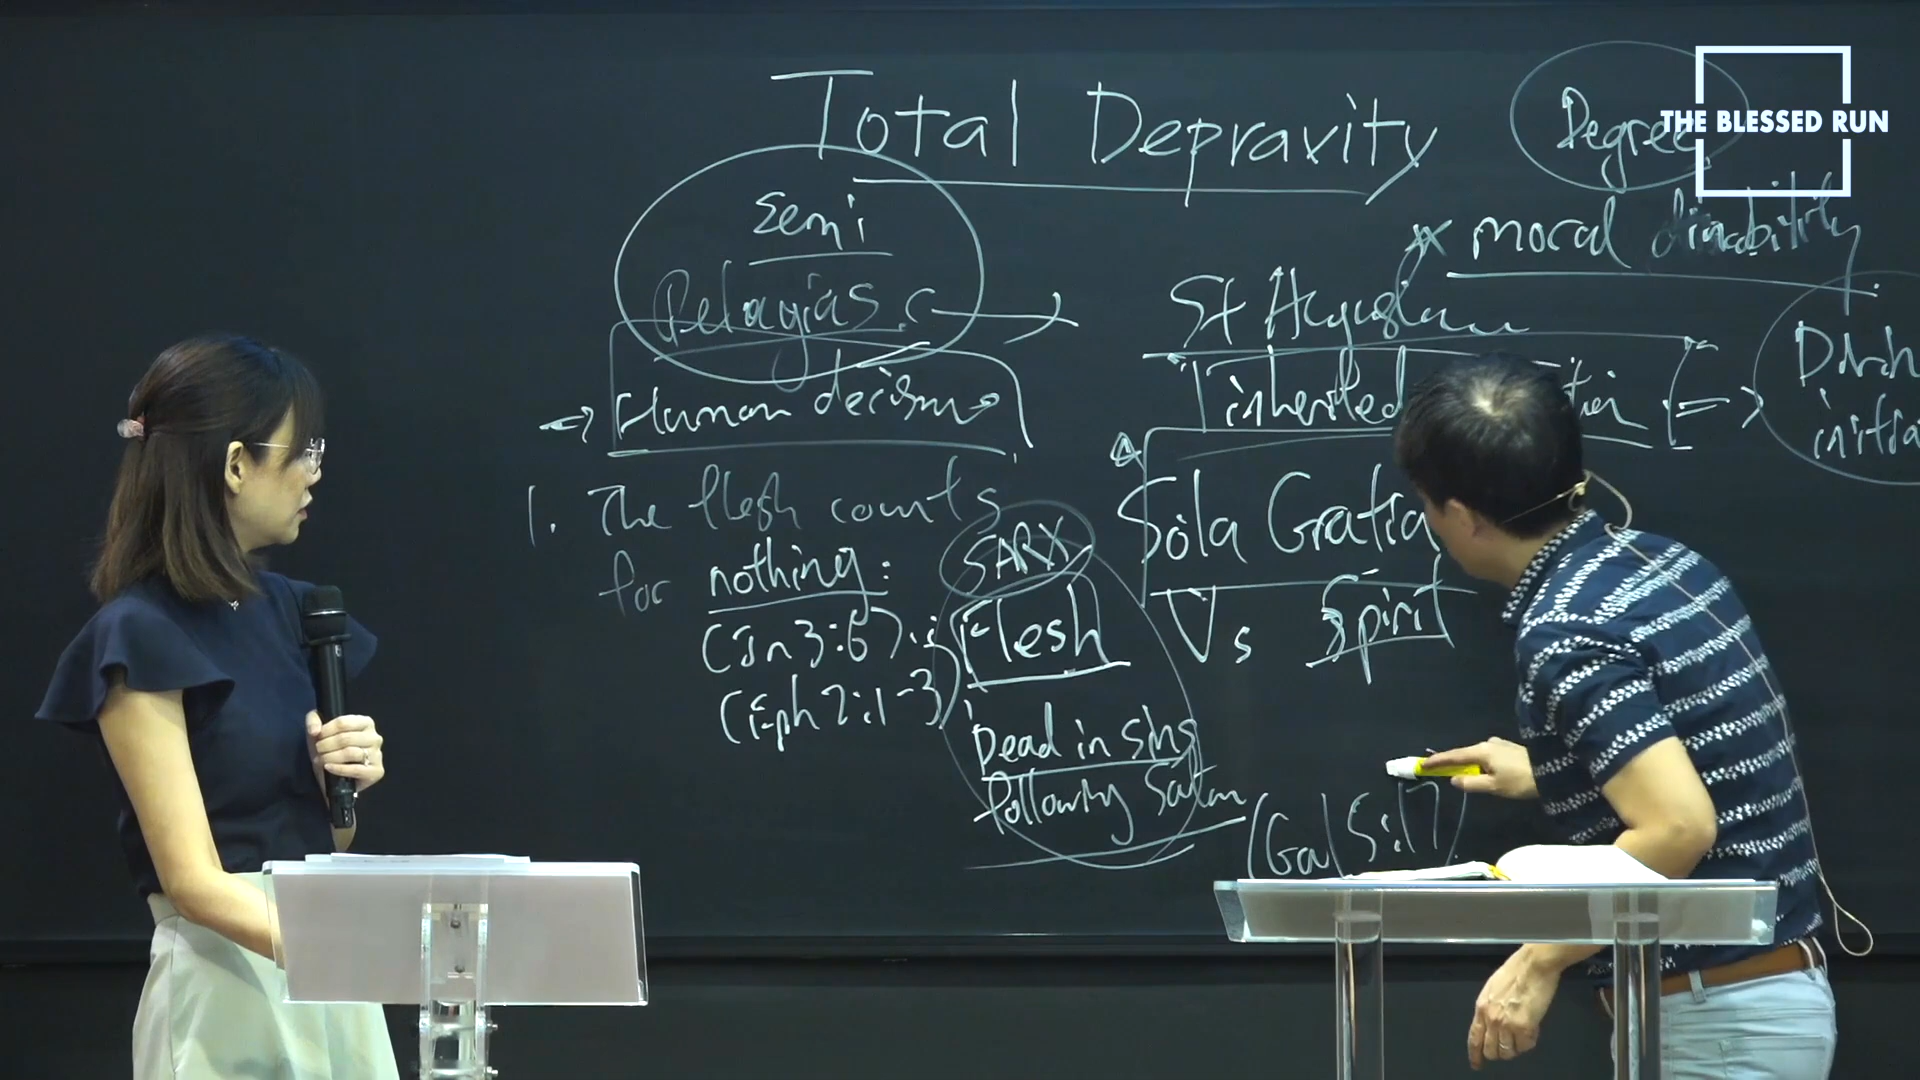 Total Depravity
Degree
THE BLESSED RUN
* moral
Semi
Pelagias
St
Human decision
inherited
initia
1. The flesh counts
for nothing:
SARX
Sola Gratia
(Jn 3:6):
Flesh
Vs Spirit
(Eph 2:1-3)
Dead in sins
Following Satan
(Gal 5:17)